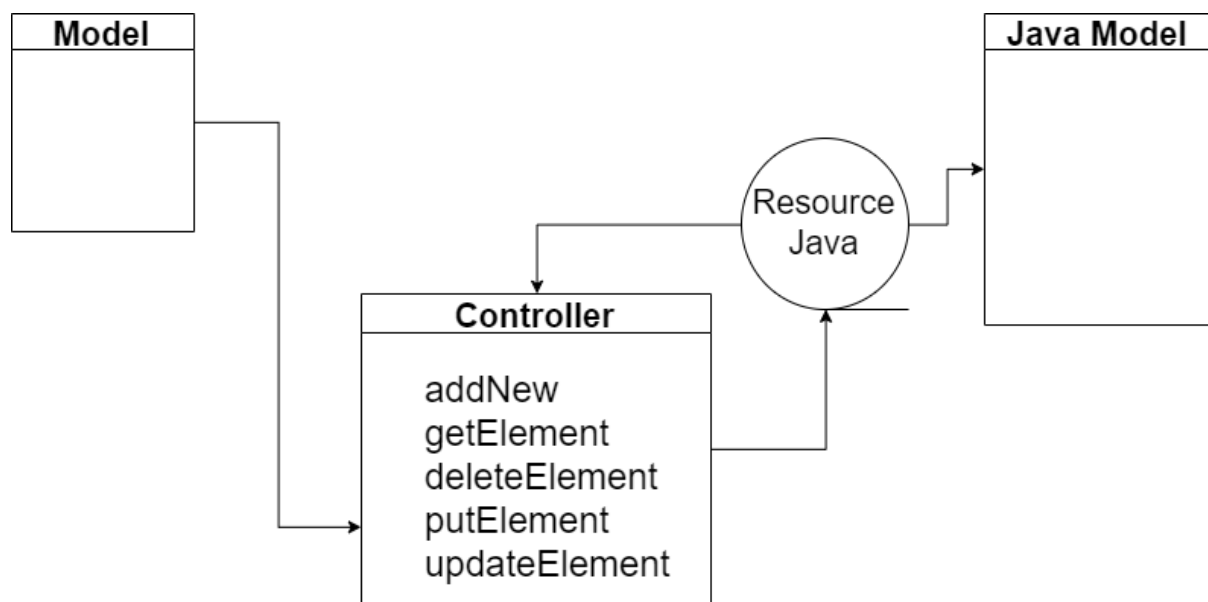 Model
Java Model
Resource
Java
Controller
addNew
getElement
deleteElement
putElement
updateElement